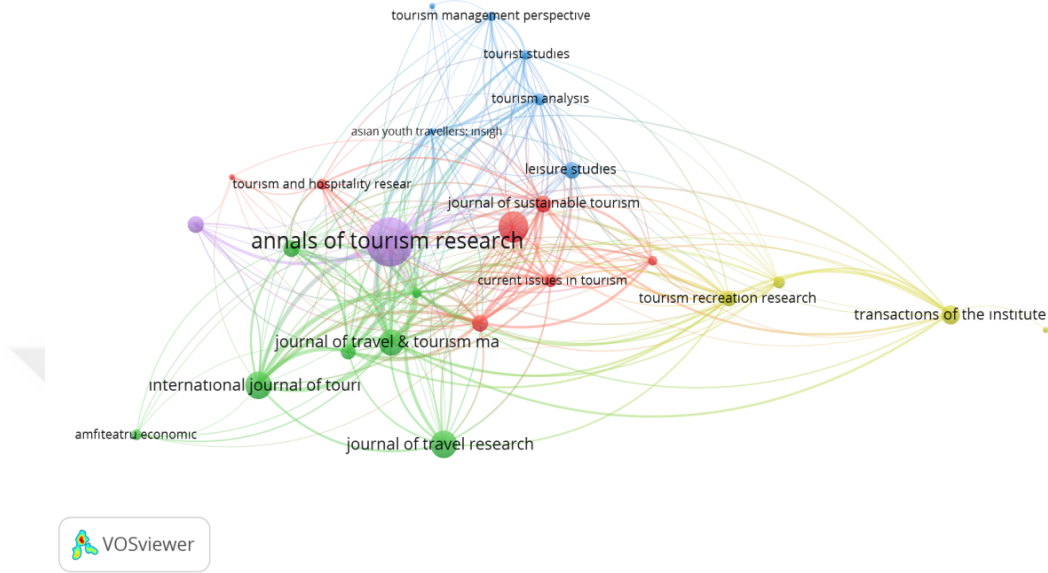 tourism management perspective
tourist studies
tourism analysis
asian youth travellers: insigh
leisure studies
tourism and hospitality resear
journal of sustainable tourism
annals of tourism research
current issues in tourism
tourism recreation research
transactions of the institute
journal of travel & tourism ma
international journal of touri
amfiteatru economic
journal of travel research
VOSviewer